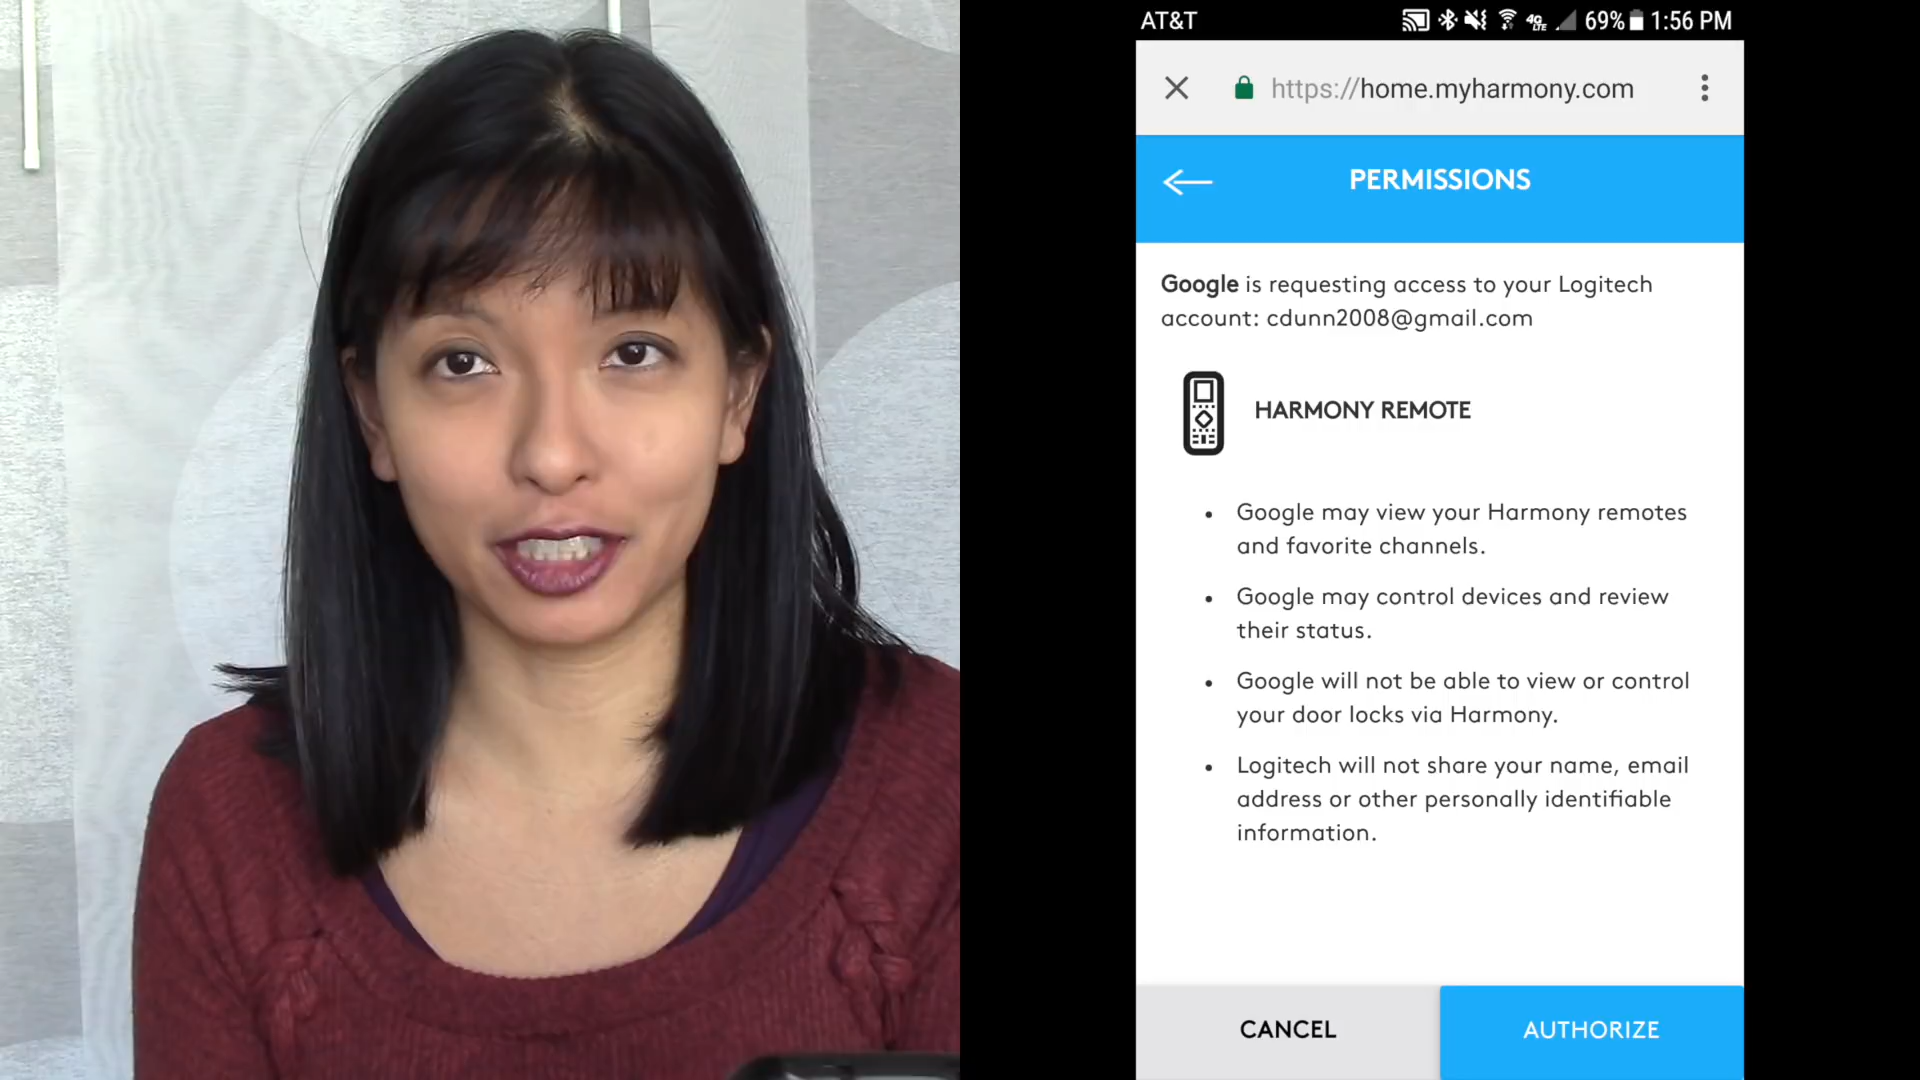 AT&T 4G LTE 69% 1:56 PM
https://home.myharmony.com
PERMISSIONS
Google is requesting access to your Logitech
account: cdunn2008@gmail.com
HARMONY REMOTE
• Google may view your Harmony remotes
and favorite channels.
• Google may control devices and review
their status.
• Google will not be able to view or control
your door locks via Harmony.
• Logitech will not share your name, email
address or other personally identifiable
information.
CANCEL AUTHORIZE